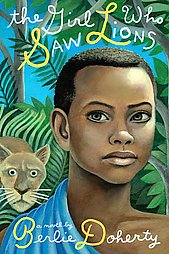 the Girl Who
Saw Lions
a novel by
Berlie Doherty